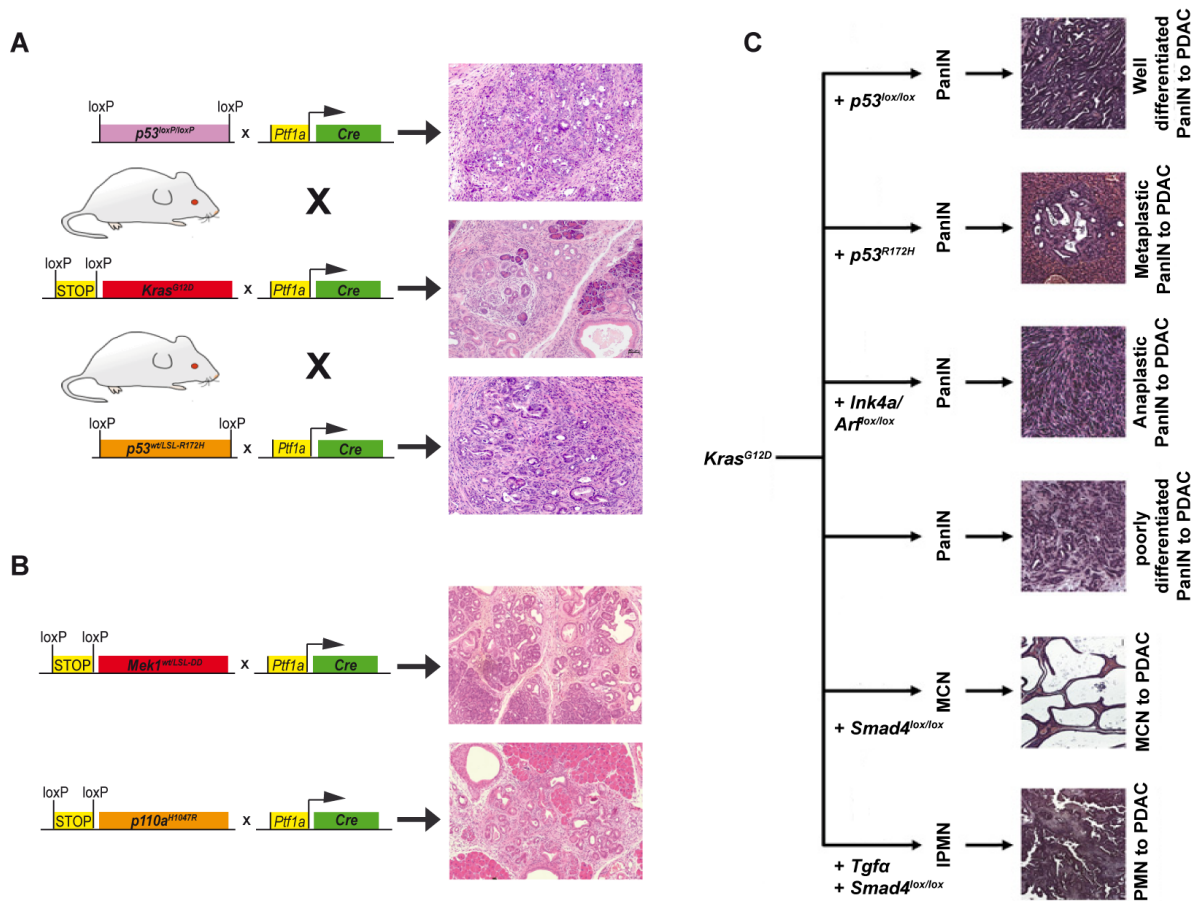 A
loxP loxP
p53loxP/loxP x Ptf1a Cre
X
loxP loxP
STOP KrasG12D x Ptf1a Cre
X
loxP loxP
p53wt/LSL-R172H x Ptf1a Cre
B
loxP loxP
STOP Mek1wt/LSL-DD x Ptf1a Cre
loxP loxP
STOP p110aH1047R x Ptf1a Cre
C
KrasG12D
+ p53lox/lox
PanIN
Well
differentiated
PanIN to PDAC
+ p53R172H
PanIN
Metaplastic
PanIN to PDAC
+ Ink4a/
Arflox/lox
PanIN
Anaplastic
PanIN to PDAC
PanIN
poorly
differentiated
PanIN to PDAC
+ Smad4lox/lox
MCN
MCN to PDAC
+ Tgfα
+ Smad4lox/lox
IPMN
PMN to PDAC